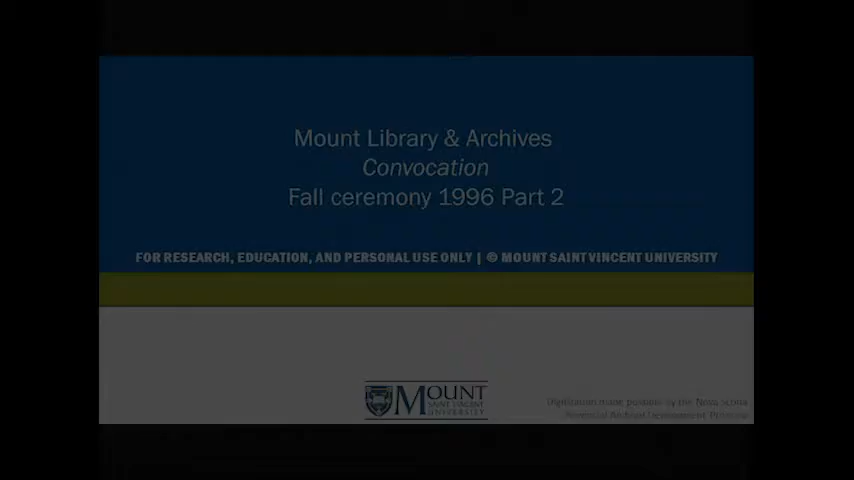 Mount Library & Archives
Convocation
Fall ceremony 1996 Part 2
FOR RESEARCH, EDUCATION, AND PERSONAL USE ONLY | © MOUNT SAINT VINCENT UNIVERSITY
MOUNT
SAINT VINCENT
UNIVERSITY
Digitization made possible by the Nova Scotia
Provincial Archival Development Program